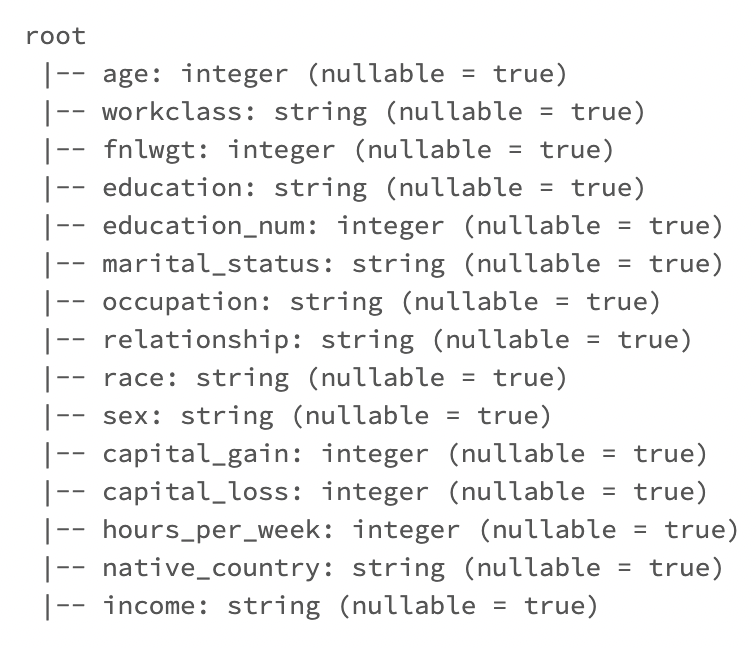 root
 |-- age: integer (nullable = true)
 |-- workclass: string (nullable = true)
 |-- fnlwgt: integer (nullable = true)
 |-- education: string (nullable = true)
 |-- education_num: integer (nullable = true)
 |-- marital_status: string (nullable = true)
 |-- occupation: string (nullable = true)
 |-- relationship: string (nullable = true)
 |-- race: string (nullable = true)
 |-- sex: string (nullable = true)
 |-- capital_gain: integer (nullable = true)
 |-- capital_loss: integer (nullable = true)
 |-- hours_per_week: integer (nullable = true)
 |-- native_country: string (nullable = true)
 |-- income: string (nullable = true)